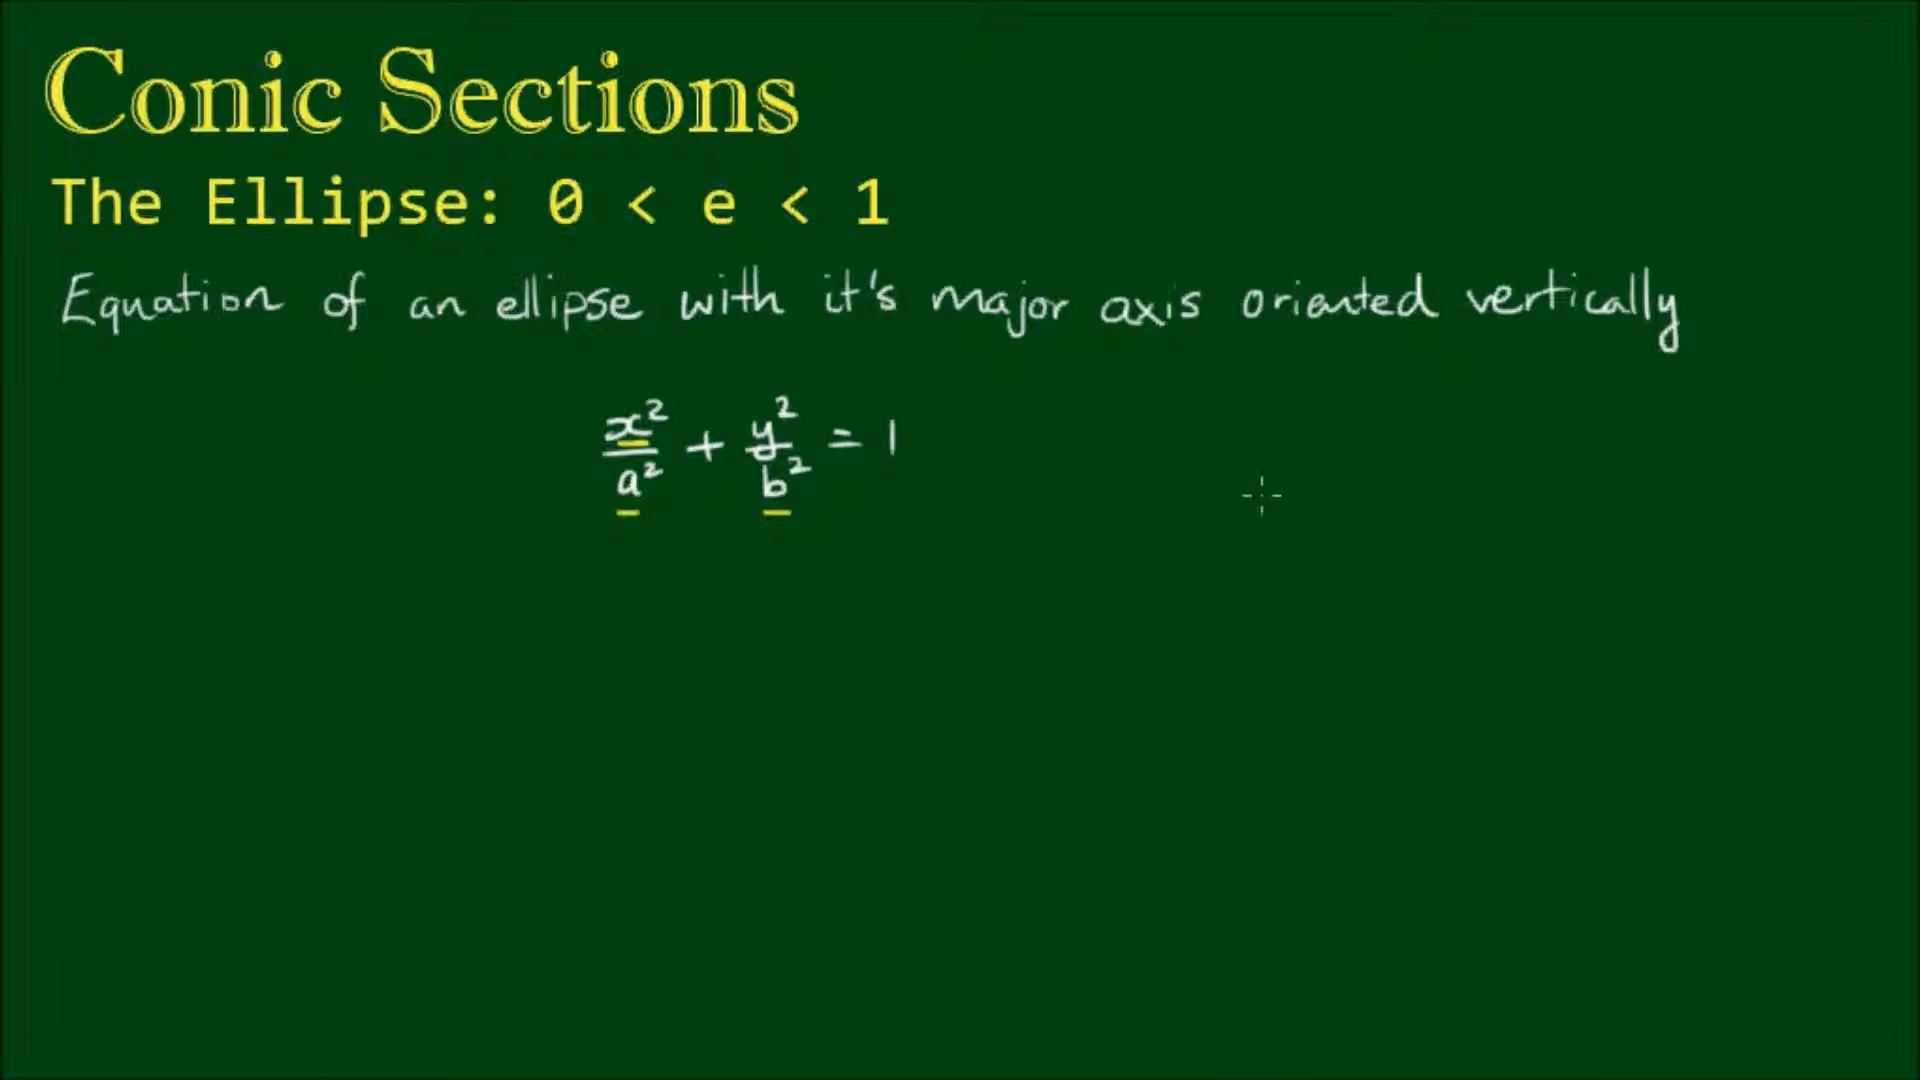 Conic Sections
The Ellipse: 0 < e < 1
Equation of an ellipse with it's major axis oriented vertically
x²/a² + y²/b² = 1